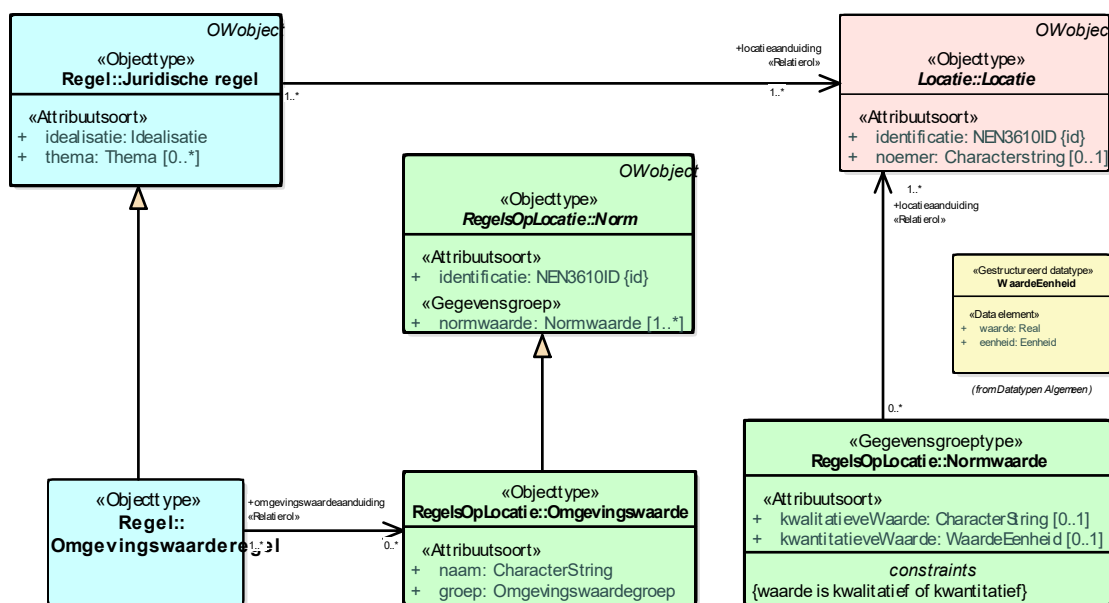 OWobject
«Objecttype»
Regel::Juridische regel
«Attribuutsoort»
+ idealisatie: Idealisatie
+ thema: Thema [0..*]
1..*
+locatieaanduiding
«Relatierol»
1..*
OWobject
«Objecttype»
Locatie::Locatie
«Attribuutsoort»
+ identificatie: NEN3610ID {id}
+ noemer: Characterstring [0..1]
OWobject
«Objecttype»
RegelsOpLocatie::Norm
«Attribuutsoort»
+ identificatie: NEN3610ID {id}
«Gegevensgroep»
+ normwaarde: Normwaarde [1..*]
1..*
+locatieaanduiding
«Relatierol»
0..*
«Gestructureerd datatype»
WaardeEenheid
«Data element»
+ waarde: Real
+ eenheid: Eenheid
(from Datatypen Algemeen)
«Objecttype»
Regel::
Omgevingswaarderegel
+omgevingswaardeaanduiding
«Relatierol»
1..*
0..*
«Objecttype»
RegelsOpLocatie::Omgevingswaarde
«Attribuutsoort»
+ naam: CharacterString
+ groep: Omgevingswaardegroep
«Gegevensgroeptype»
RegelsOpLocatie::Normwaarde
«Attribuutsoort»
+ kwalitatieveWaarde: CharacterString [0..1]
+ kwantitatieveWaarde: WaardeEenheid [0..1]
constraints
{waarde is kwalitatief of kwantitatief}